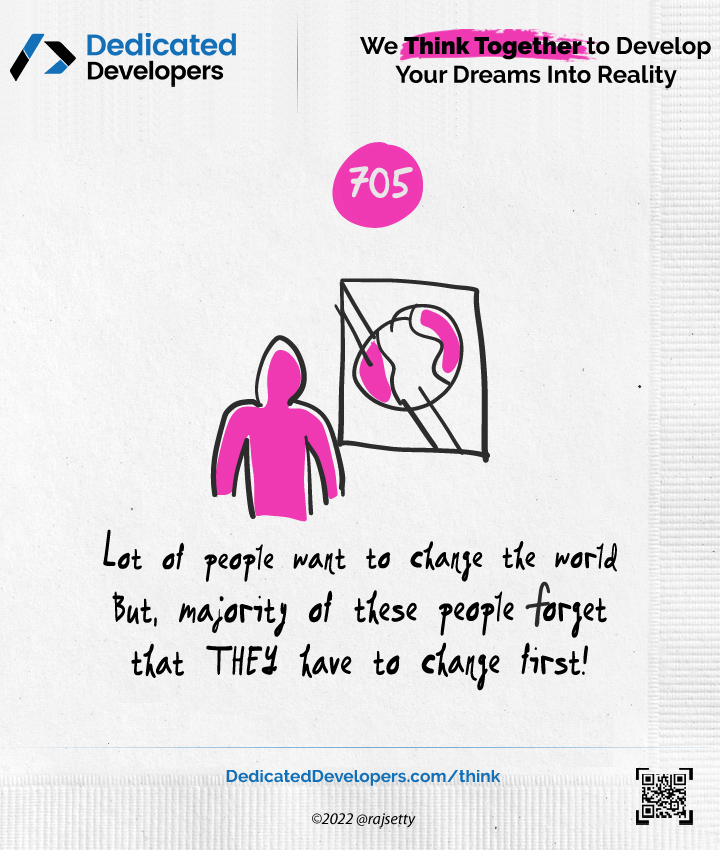 Dedicated
Developers
We Think Together to Develop
Your Dreams Into Reality
705
Lot of people want to change the world
But, majority of these people forget
that THEY have to change first!
DedicatedDevelopers.com/think
©2022 @rajsetty